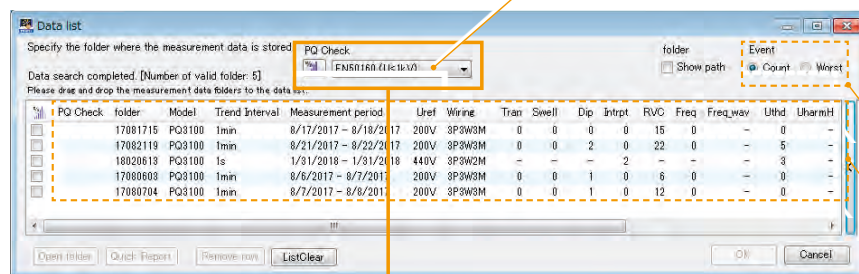 Data list
Specify the folder where the measurement data is stored
PQ Check
EN50160 (U≤1kV)
folder
Show path
Event
Count Worst
Data search completed. [Number of valid folder: 5]
Please drag and drop the measurement data folders to the data list.
PQ Check folder Model Trend Interval Measurement period Uref Wiring Tran Swell Dip Intrpt RVC Freq Freq_wav Uthd UharmH
17081715 PQ3100 1min 8/17/2017 - 8/18/2017 200V 3P3W3M 0 0 0 0 15 0 - 0 -
17082119 PQ3100 1min 8/21/2017 - 8/22/2017 200V 3P3W3M 0 0 2 0 22 0 - 5 -
18020613 PQ3100 1s 1/31/2018 - 1/31/2018 440V 3P3W2M - - - 2 - - - 3 -
17080603 PQ3100 1min 8/6/2017 - 8/7/2017 200V 3P3W3M 0 0 1 0 6 0 - 0 -
17080704 PQ3100 1min 8/7/2017 - 8/8/2017 200V 3P3W3M 0 0 1 0 12 0 - 0 -
Open folder Quick Report Remove row ListClear OK Cancel